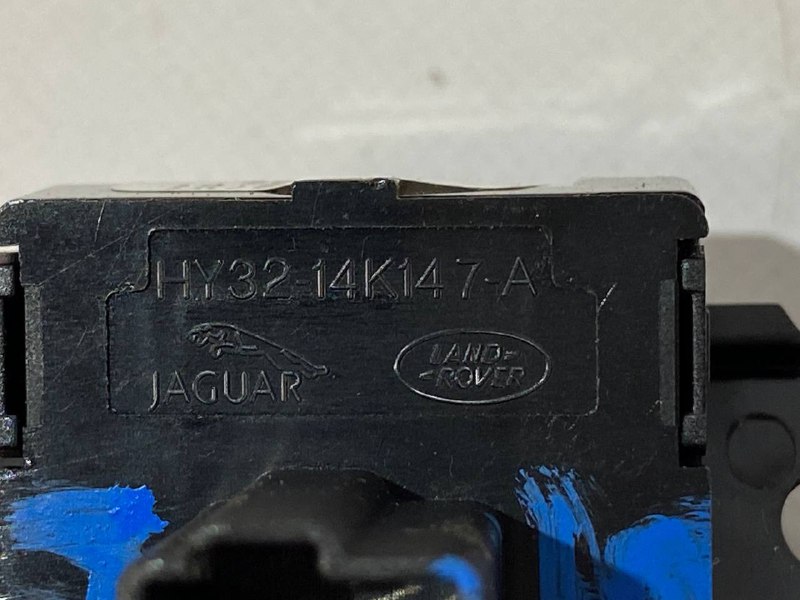 HY32-14K147-A
JAGUAR
LAND-
-ROVER